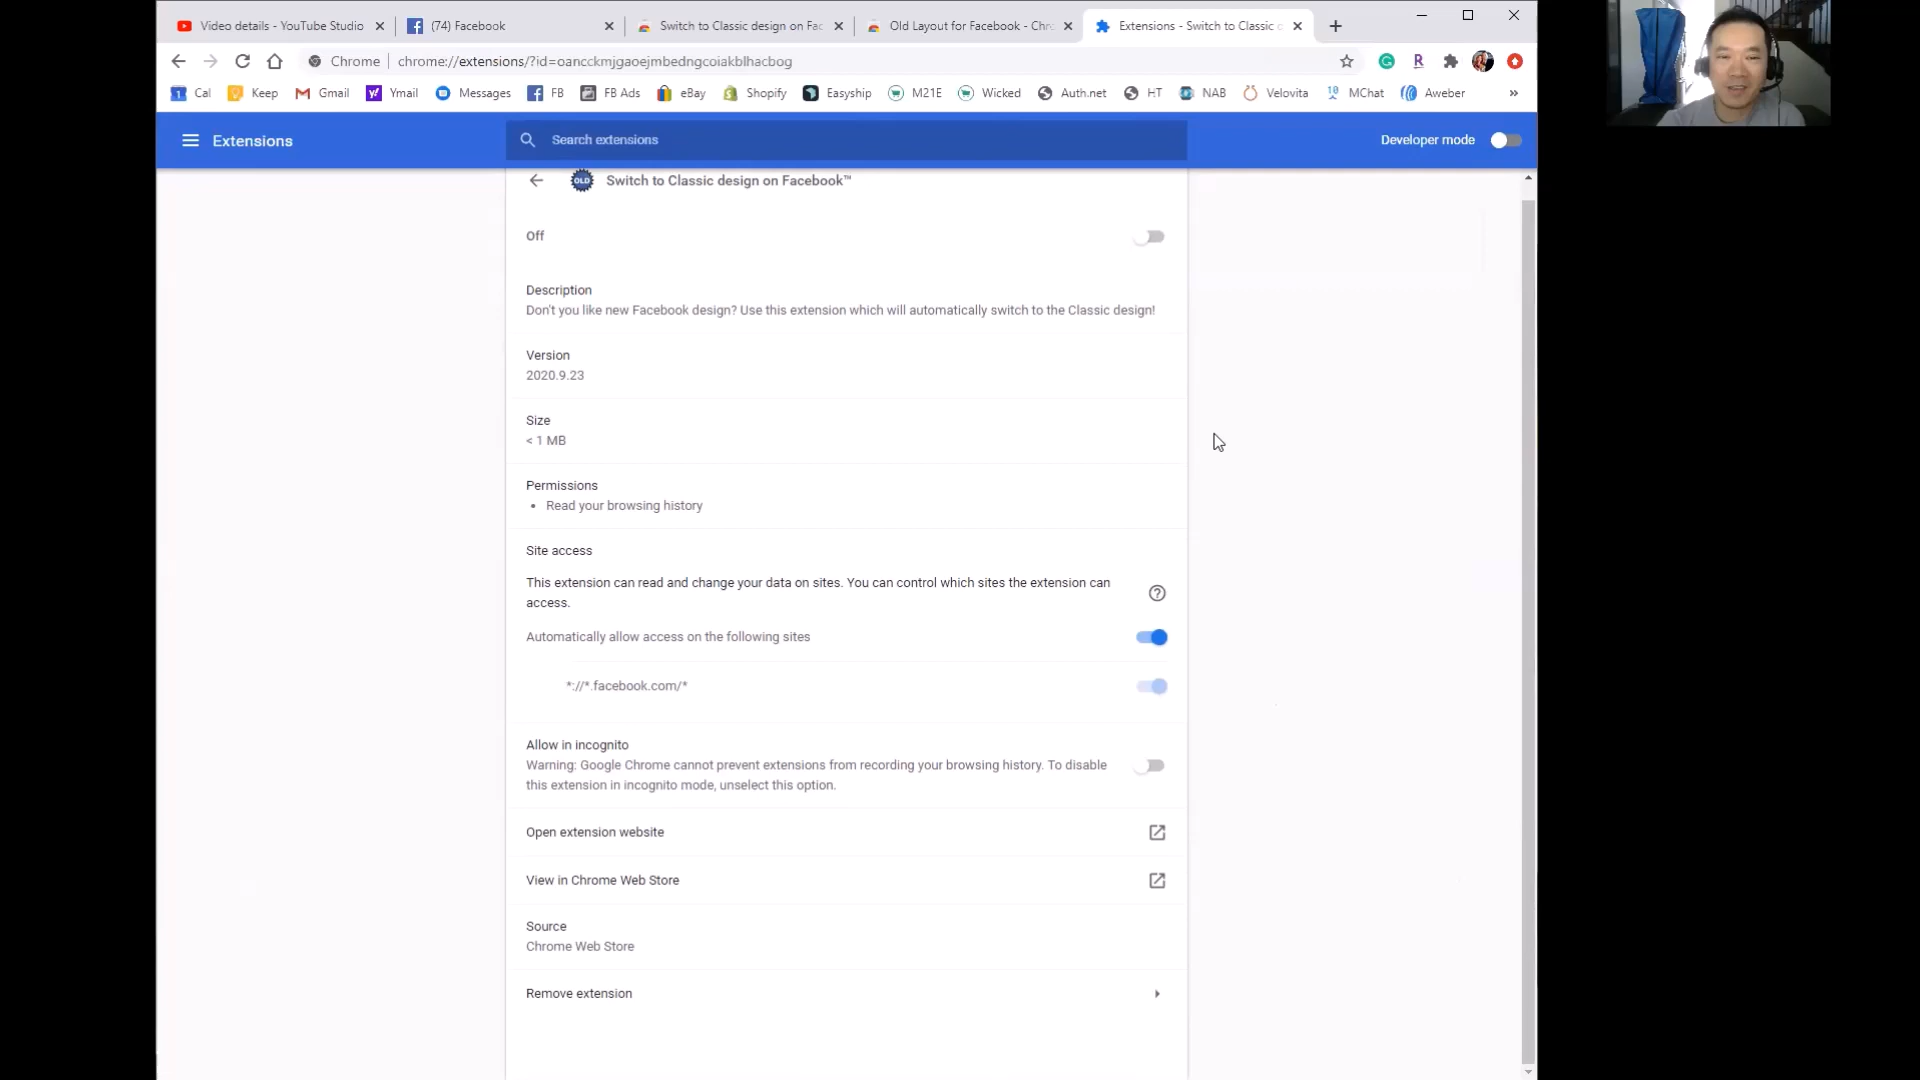 Video details - YouTube Studio
(74) Facebook
Switch to Classic design on Fac
Old Layout for Facebook - Chro
Extensions - Switch to Classic d
Chrome
chrome://extensions/?id=oancckmjgaoejmbedngcoiakblhacbog
Cal
Keep
Gmail
Ymail
Messages
FB
FB Ads
eBay
Shopify
Easyship
M21E
Wicked
Auth.net
HT
NAB
Velovita
10
MChat
Aweber
»
Extensions
Search extensions
Developer mode
OLD
Switch to Classic design on Facebook™
Off
Description
Don't you like new Facebook design? Use this extension which will automatically switch to the Classic design!
Version
2020.9.23
Size
< 1 MB
Permissions
• Read your browsing history
Site access
This extension can read and change your data on sites. You can control which sites the extension can
access.
Automatically allow access on the following sites
*://*.facebook.com/*
Allow in incognito
Warning: Google Chrome cannot prevent extensions from recording your browsing history. To disable
this extension in incognito mode, unselect this option.
Open extension website
View in Chrome Web Store
Source
Chrome Web Store
Remove extension